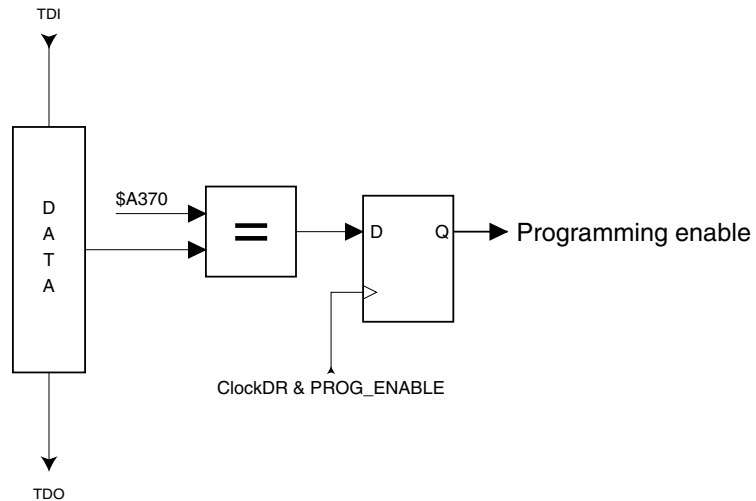 TDI
D
A
T
A
$A370
=
D
Q
Programming enable
ClockDR & PROG_ENABLE
TDO